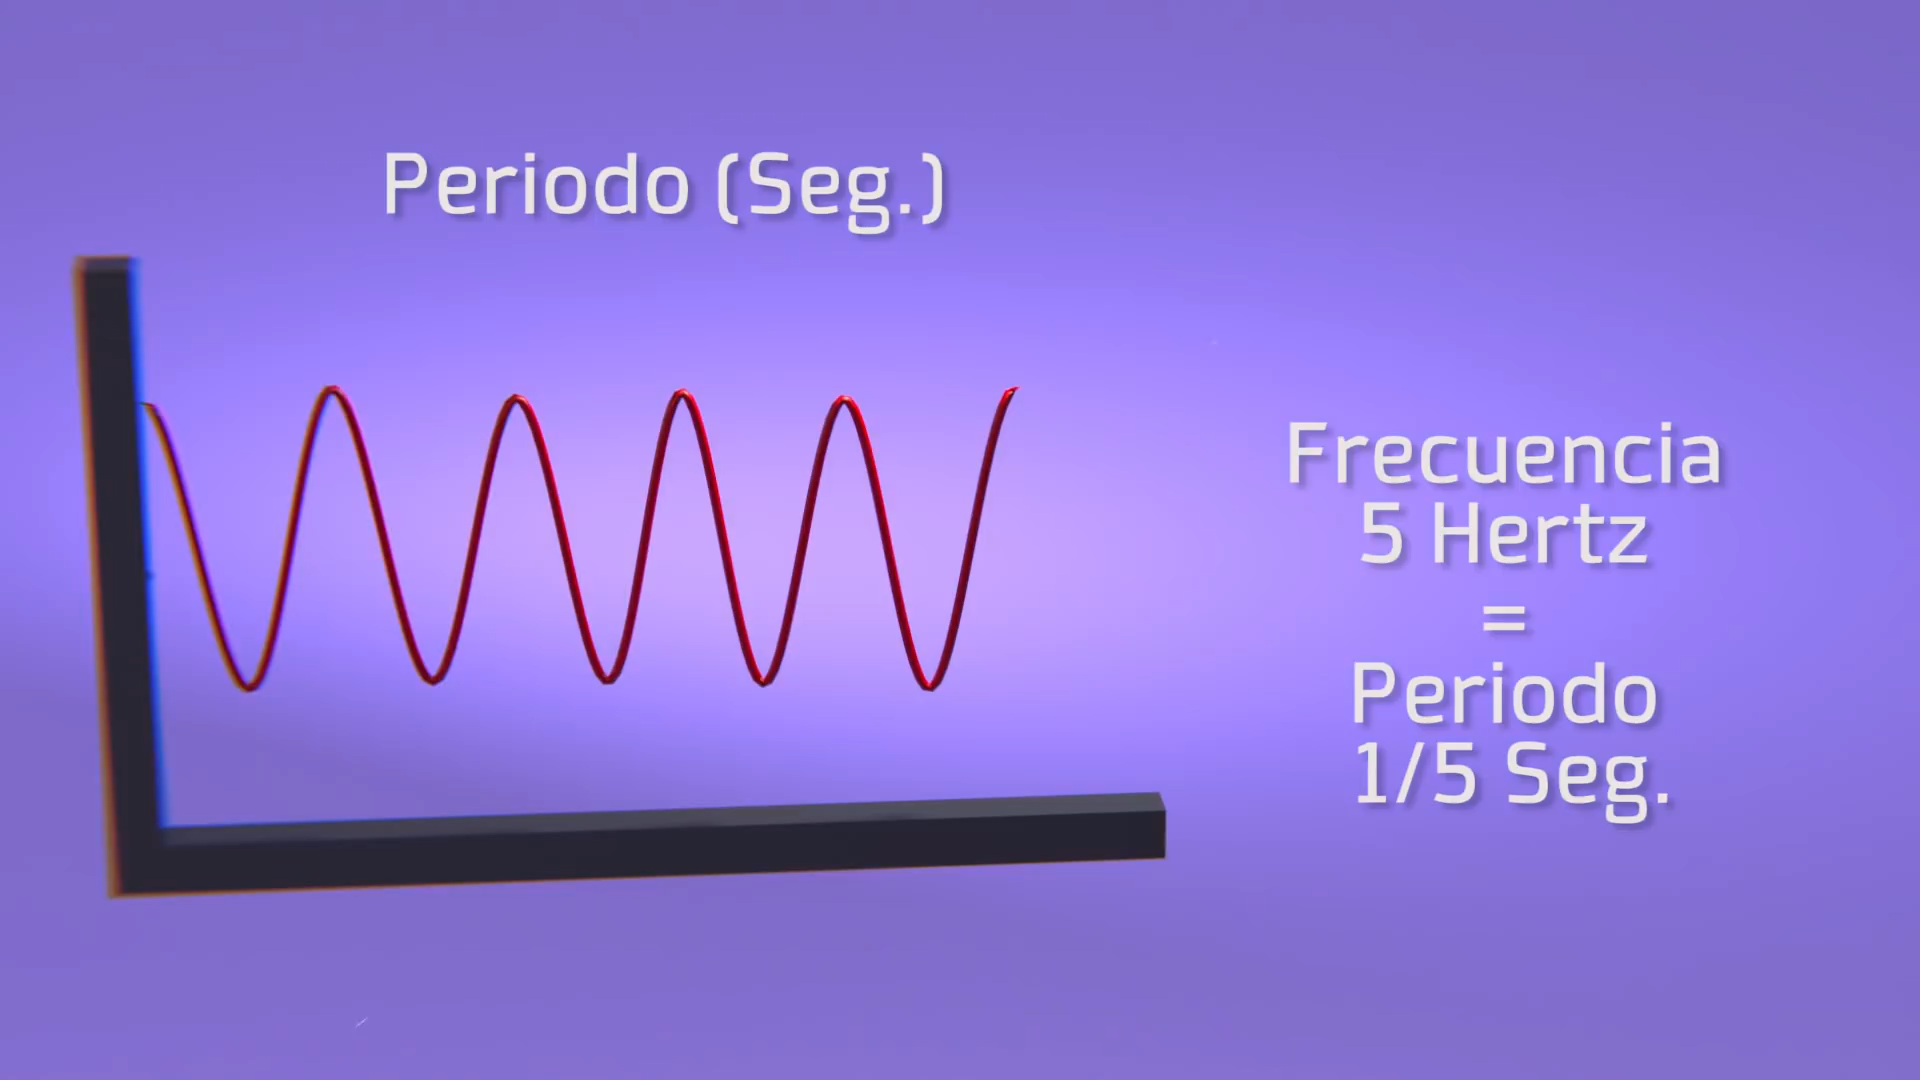 Periodo (Seg.)
Frecuencia
5 Hertz
=
Periodo
1/5 Seg.